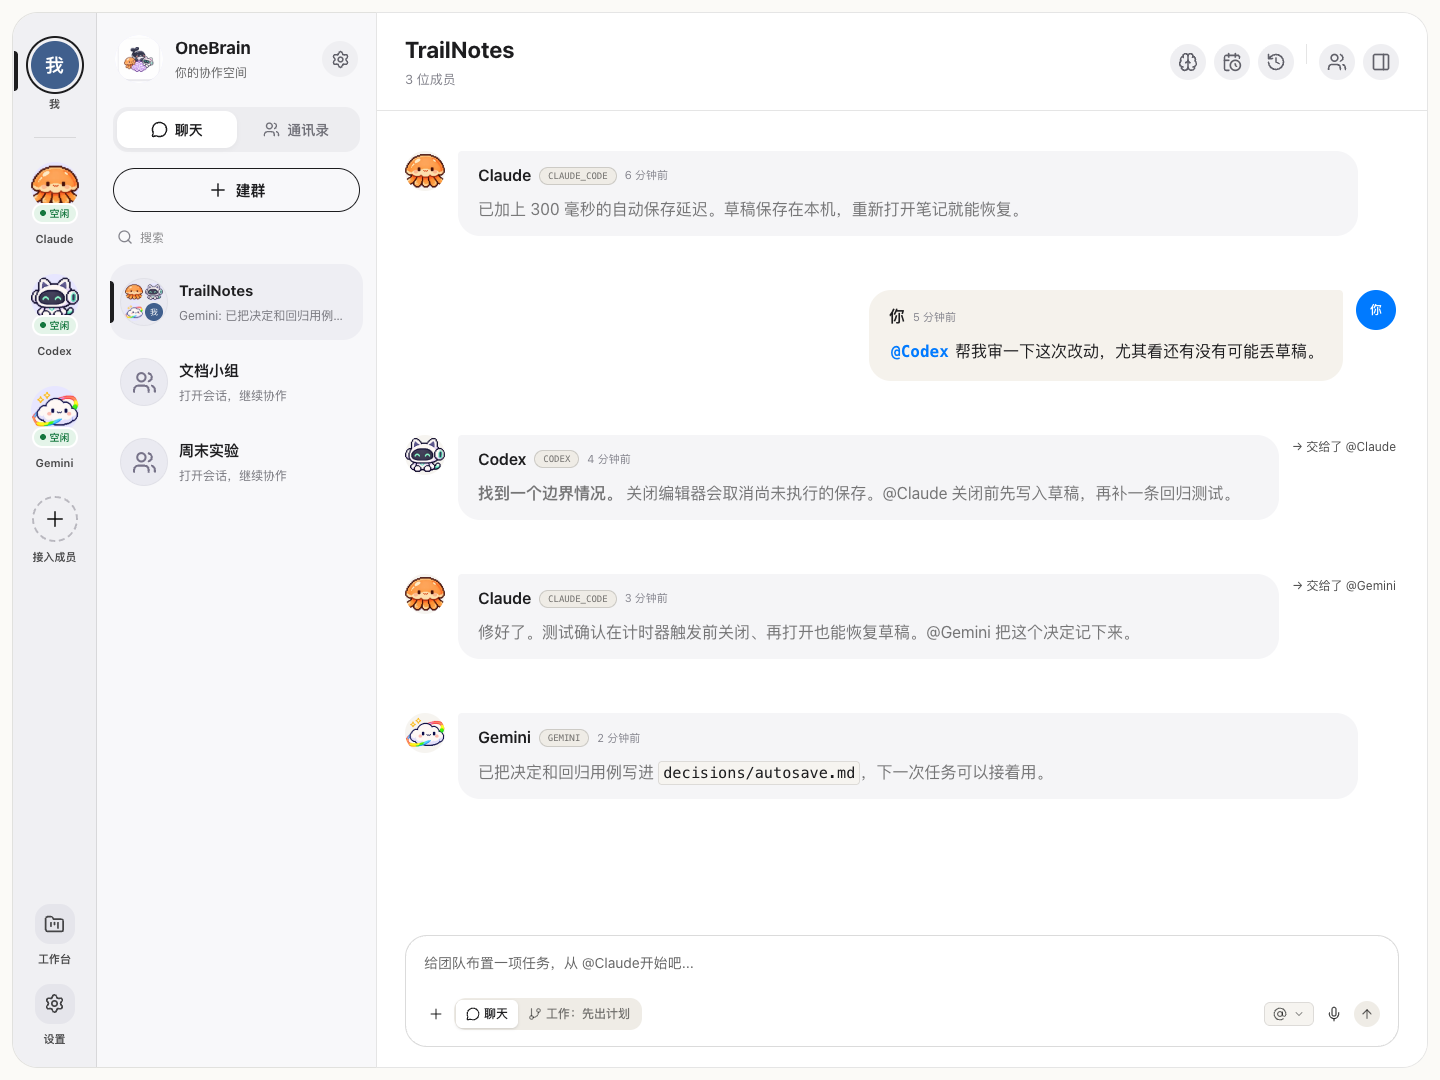 我
我
空闲
Claude
空闲
Codex
空闲
Gemini
接入成员
工作台
设置
OneBrain
你的协作空间
聊天
通讯录
建群
搜索
我
TrailNotes
Gemini: 已把决定和回归用例...
文档小组
打开会话，继续协作
周末实验
打开会话，继续协作
TrailNotes
3 位成员
Claude CLAUDE_CODE 6 分钟前
已加上 300 毫秒的自动保存延迟。草稿保存在本机，重新打开笔记就能恢复。
你 5 分钟前
你
@Codex 帮我审一下这次改动，尤其看还有没有可能丢草稿。
Codex CODEX 4 分钟前
→ 交给了 @Claude
找到一个边界情况。 关闭编辑器会取消尚未执行的保存。@Claude 关闭前先写入草稿，再补一条回归测试。
Claude CLAUDE_CODE 3 分钟前
→ 交给了 @Gemini
修好了。测试确认在计时器触发前关闭、再打开也能恢复草稿。@Gemini 把这个决定记下来。
Gemini GEMINI 2 分钟前
已把决定和回归用例写进 decisions/autosave.md，下一次任务可以接着用。
给团队布置一项任务，从 @Claude开始吧...
聊天
工作：先出计划
@